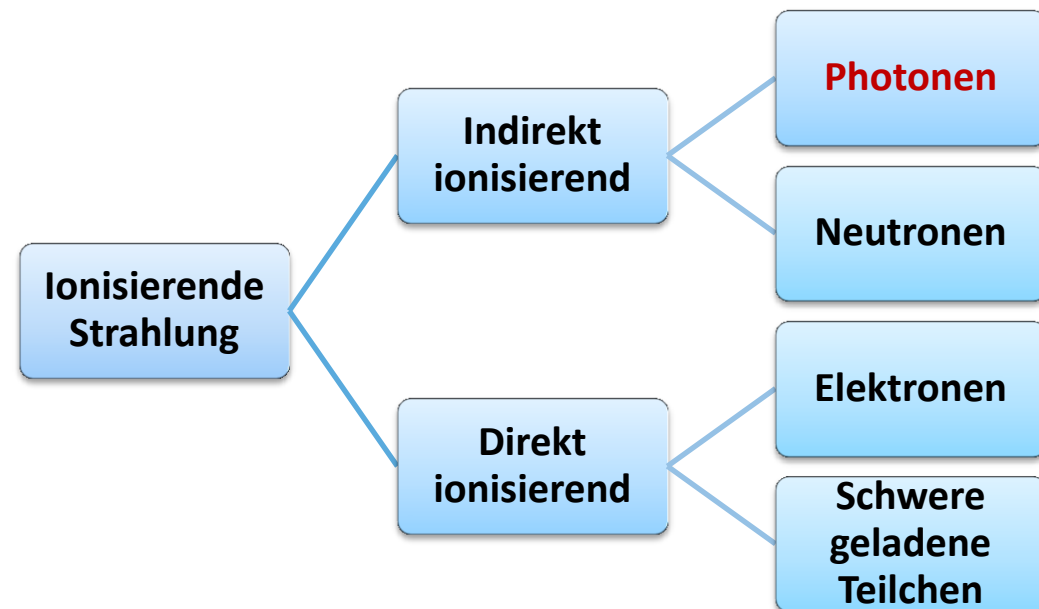 Ionisierende
Strahlung
Indirekt
ionisierend
Direkt
ionisierend
Photonen
Neutronen
Elektronen
Schwere
geladene
Teilchen